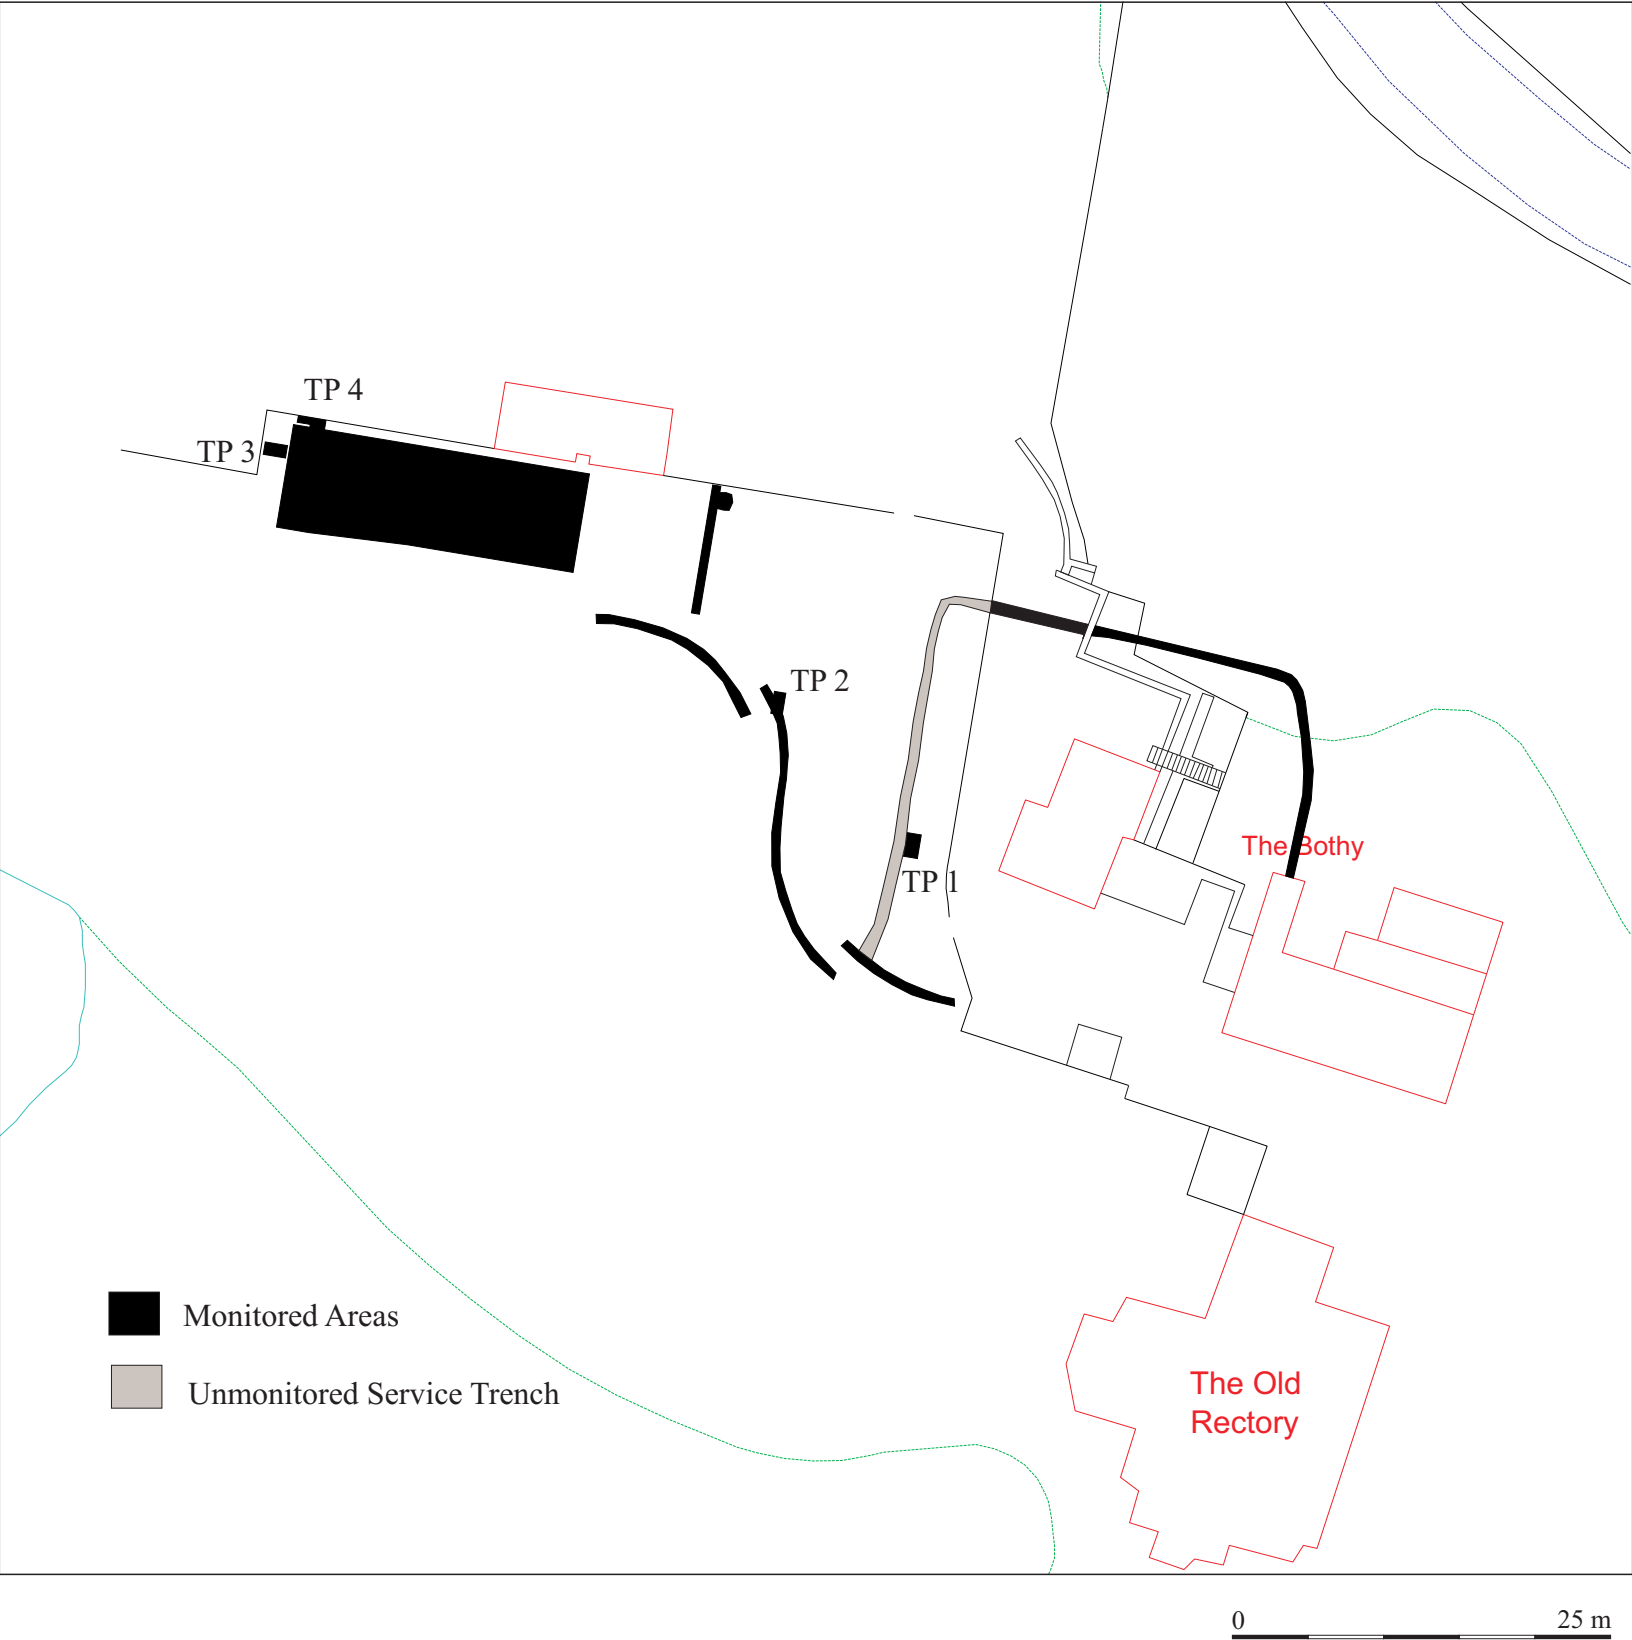 TP 4
TP 3
TP 2
The Bothy
TP 1
Monitored Areas
Unmonitored Service Trench
The Old
Rectory
0 25 m